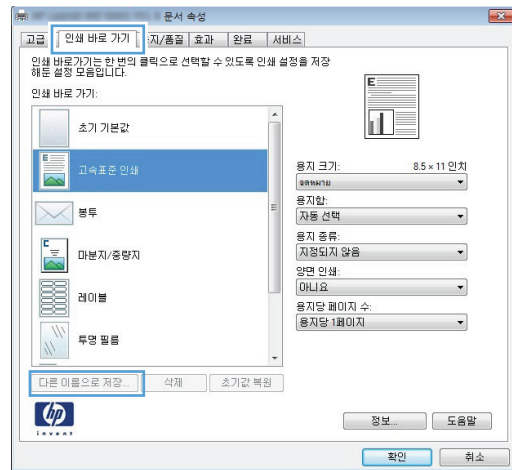 문서 속성
고급
인쇄 바로 가기
지/품질
효과
완료
서비스
인쇄 바로가기는 한 번의 클릭으로 선택할 수 있도록 인쇄 설정을 저장
해둔 설정 모음입니다.
인쇄 바로 가기:
초기 기본값
고속표준 인쇄
봉투
마분지/중량지
레이블
투명 필름
다른 이름으로 저장...
삭제
초기값 복원
용지 크기: 8.5 × 11 인치
จดหมาย
용지함:
자동 선택
용지 종류:
지정되지 않음
양면 인쇄:
아니요
용지당 페이지 수:
용지당 1페이지
hp
invent
정보...
도움말
확인
취소